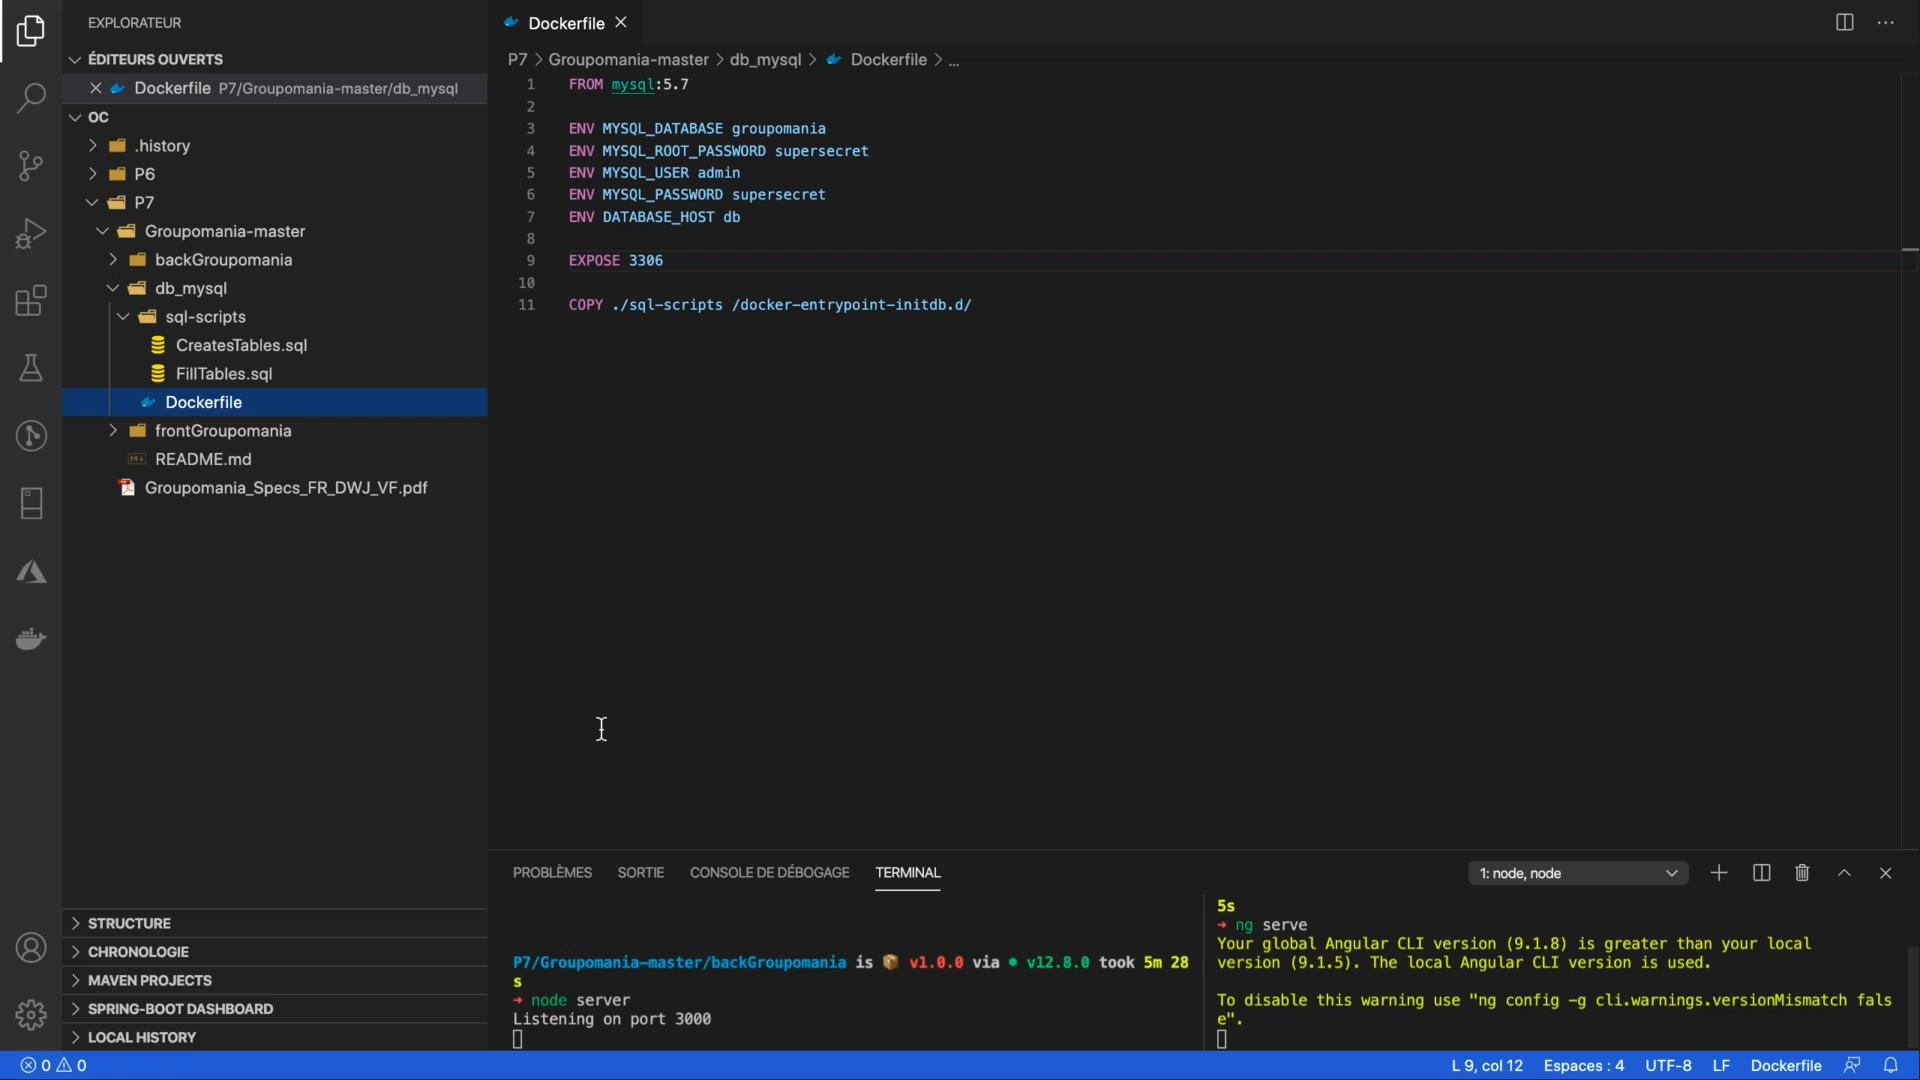 EXPLORATEUR
ÉDITEURS OUVERTS
Dockerfile P7/Groupomania-master/db_mysql
OC
.history
P6
P7
Groupomania-master
backGroupomania
db_mysql
sql-scripts
CreatesTables.sql
FillTables.sql
Dockerfile
frontGroupomania
README.md
Groupomania_Specs_FR_DWJ_VF.pdf
STRUCTURE
CHRONOLOGIE
MAVEN PROJECTS
SPRING-BOOT DASHBOARD
LOCAL HISTORY
Dockerfile
P7 > Groupomania-master > db_mysql > Dockerfile > ...
1 FROM mysql:5.7
2
3 ENV MYSQL_DATABASE groupomania
4 ENV MYSQL_ROOT_PASSWORD supersecret
5 ENV MYSQL_USER admin
6 ENV MYSQL_PASSWORD supersecret
7 ENV DATABASE_HOST db
8
9 EXPOSE 3306
10
11 COPY ./sql-scripts /docker-entrypoint-initdb.d/
PROBLÈMES SORTIE CONSOLE DE DÉBOGAGE TERMINAL
1: node, node
P7/Groupomania-master/backGroupomania is 📦 v1.0.0 via ● v12.8.0 took 5m 28
s
➜ node server
Listening on port 3000
5s
➜ ng serve
Your global Angular CLI version (9.1.8) is greater than your local
version (9.1.5). The local Angular CLI version is used.
To disable this warning use "ng config -g cli.warnings.versionMismatch fals
e".
0 0
L 9, col 12 Espaces : 4 UTF-8 LF Dockerfile